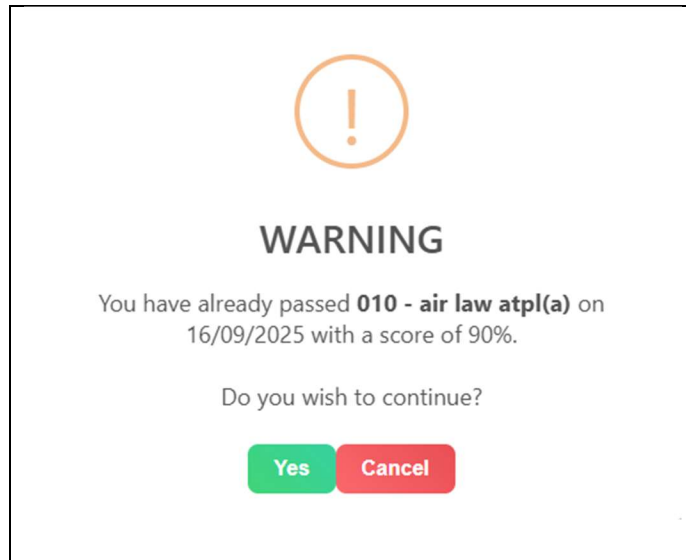 !
WARNING
You have already passed 010 - air law atpl(a) on
16/09/2025 with a score of 90%.
Do you wish to continue?
Yes
Cancel